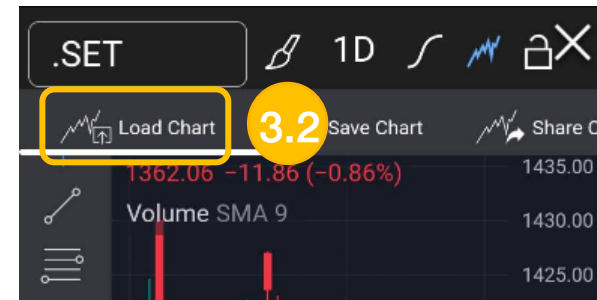 .SET 1D
Load Chart 3.2 Save Chart Share C
1362.06 −11.86 (−0.86%) 1435.00
Volume SMA 9 1430.00
1425.00